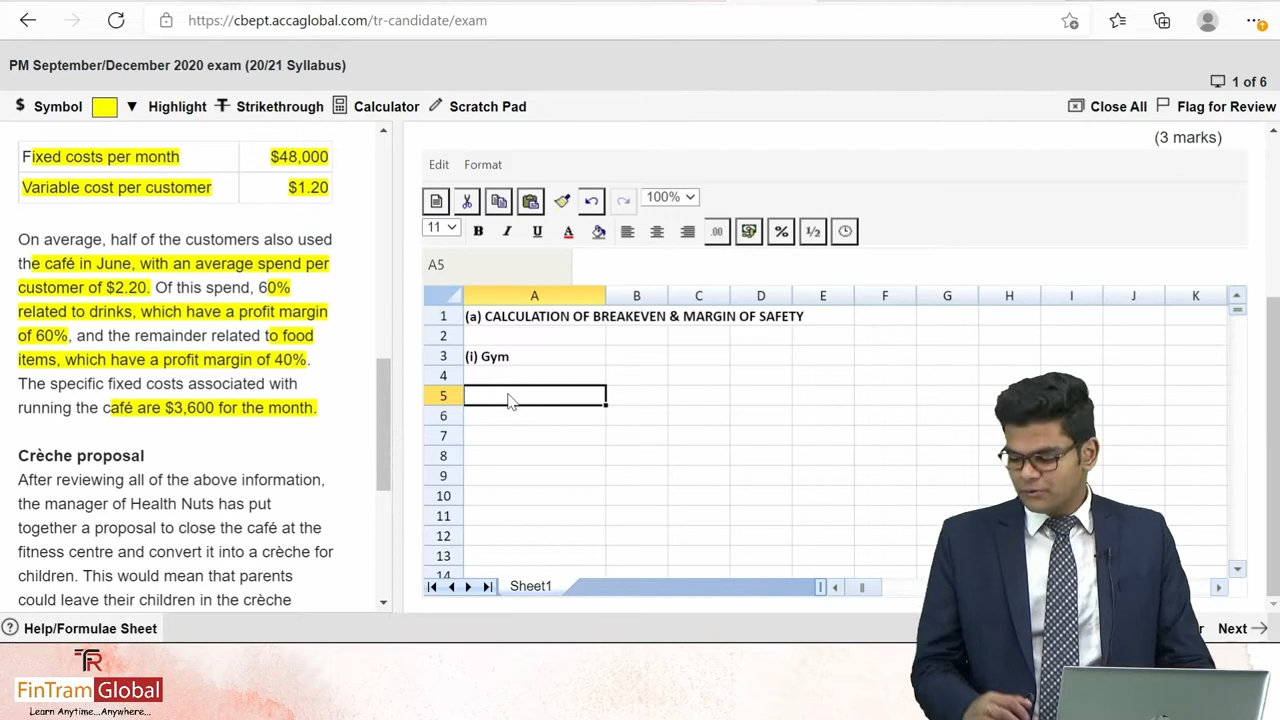 https://cbept.accaglobal.com/tr-candidate/exam
PM September/December 2020 exam (20/21 Syllabus)
1 of 6
$ Symbol Highlight Strikethrough Calculator Scratch Pad Close All Flag for Review
Fixed costs per month $48,000
Variable cost per customer $1.20
On average, half of the customers also used
the café in June, with an average spend per
customer of $2.20. Of this spend, 60%
related to drinks, which have a profit margin
of 60%, and the remainder related to food
items, which have a profit margin of 40%.
The specific fixed costs associated with
running the café are $3,600 for the month.
Crèche proposal
After reviewing all of the above information,
the manager of Health Nuts has put
together a proposal to close the café at the
fitness centre and convert it into a crèche for
children. This would mean that parents
could leave their children in the crèche
(3 marks)
Edit Format
100%
11 B I U A .00 % 1/2
A5
A B C D E F G H I J K
1 (a) CALCULATION OF BREAKEVEN & MARGIN OF SAFETY
2
3 (i) Gym
4
5
6
7
8
9
10
11
12
13
14
Sheet1
Help/Formulae Sheet
Next
FinTram Global
Learn Anytime...Anywhere...